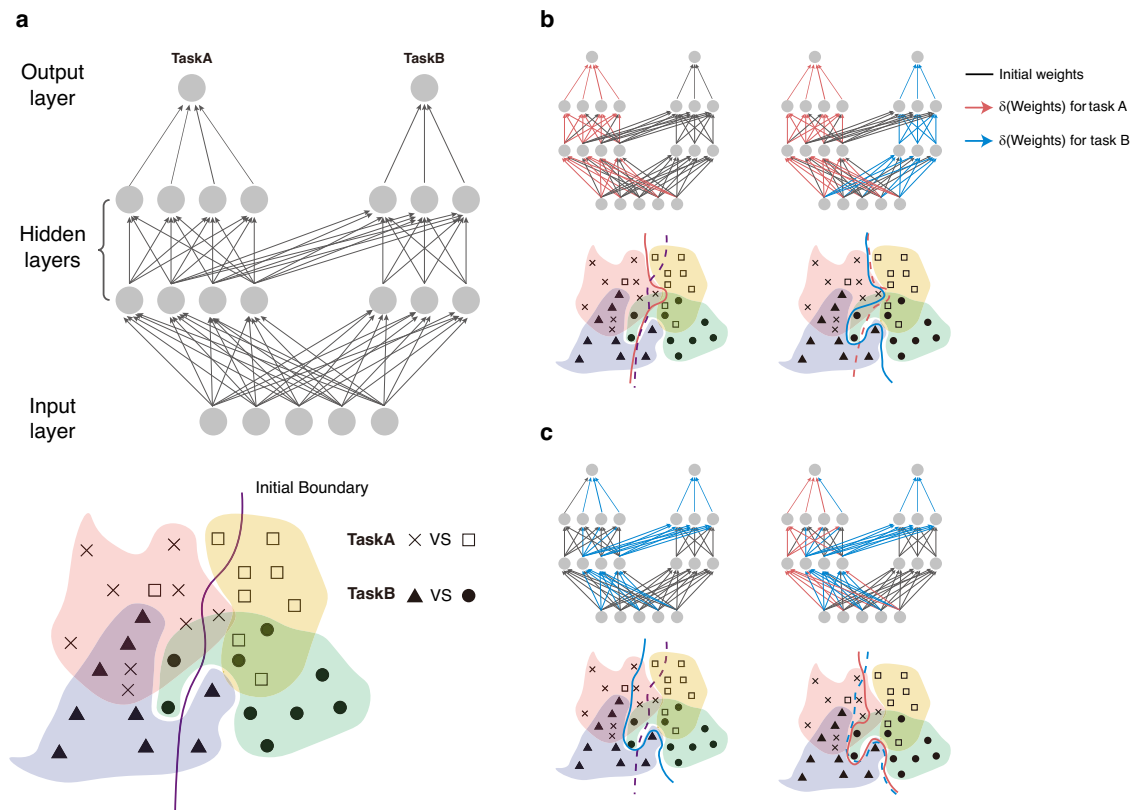 a
TaskA
TaskB
Output
layer
Hidden
layers
Input
layer
Initial Boundary
TaskA × VS □
TaskB ▲ VS ●
b
Initial weights
δ(Weights) for task A
δ(Weights) for task B
c